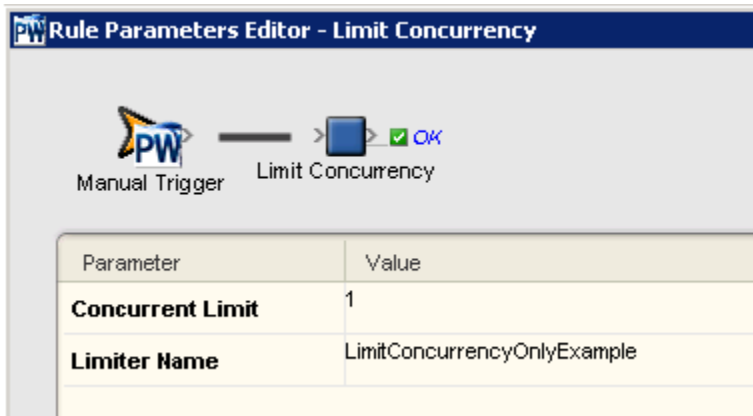 PW Rule Parameters Editor - Limit Concurrency
PW
OK
Manual Trigger
Limit Concurrency
Parameter Value
Concurrent Limit 1
Limiter Name LimitConcurrencyOnlyExample